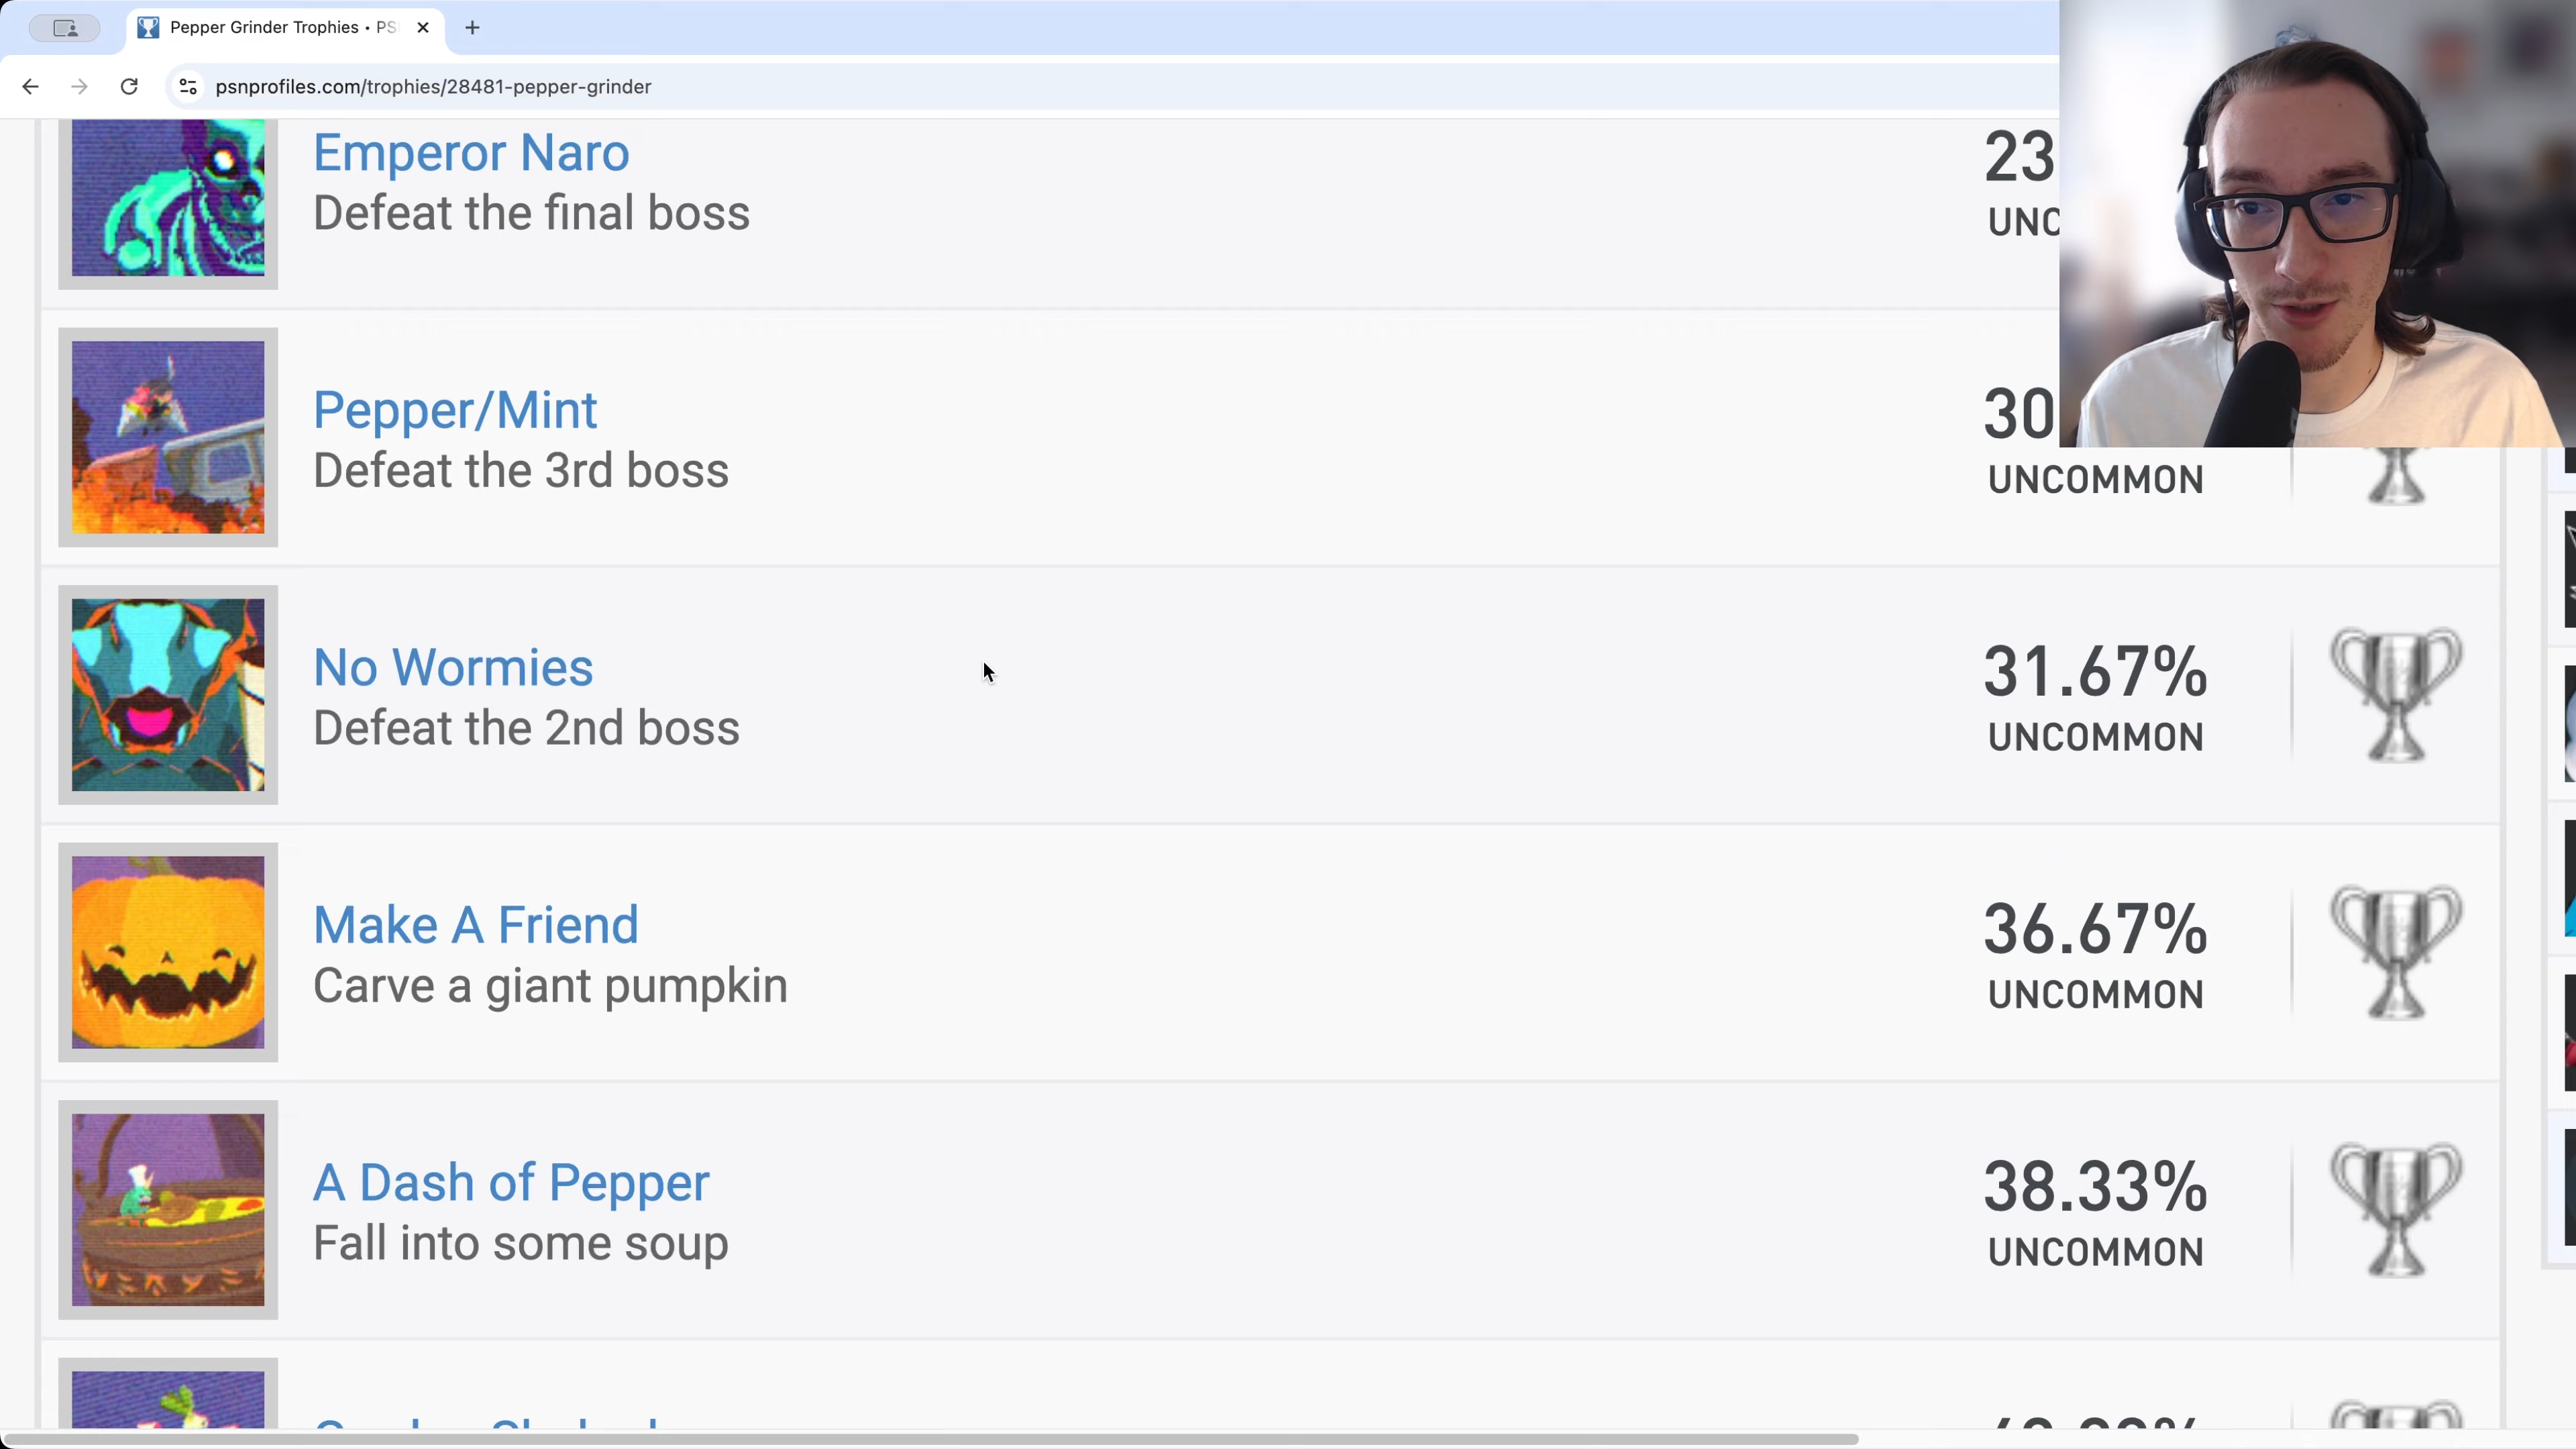 Pepper Grinder Trophies • PS
psnprofiles.com/trophies/28481-pepper-grinder
Emperor Naro
Defeat the final boss
23
UNC
Pepper/Mint
Defeat the 3rd boss
30
UNCOMMON
No Wormies
Defeat the 2nd boss
31.67%
UNCOMMON
Make A Friend
Carve a giant pumpkin
36.67%
UNCOMMON
A Dash of Pepper
Fall into some soup
38.33%
UNCOMMON